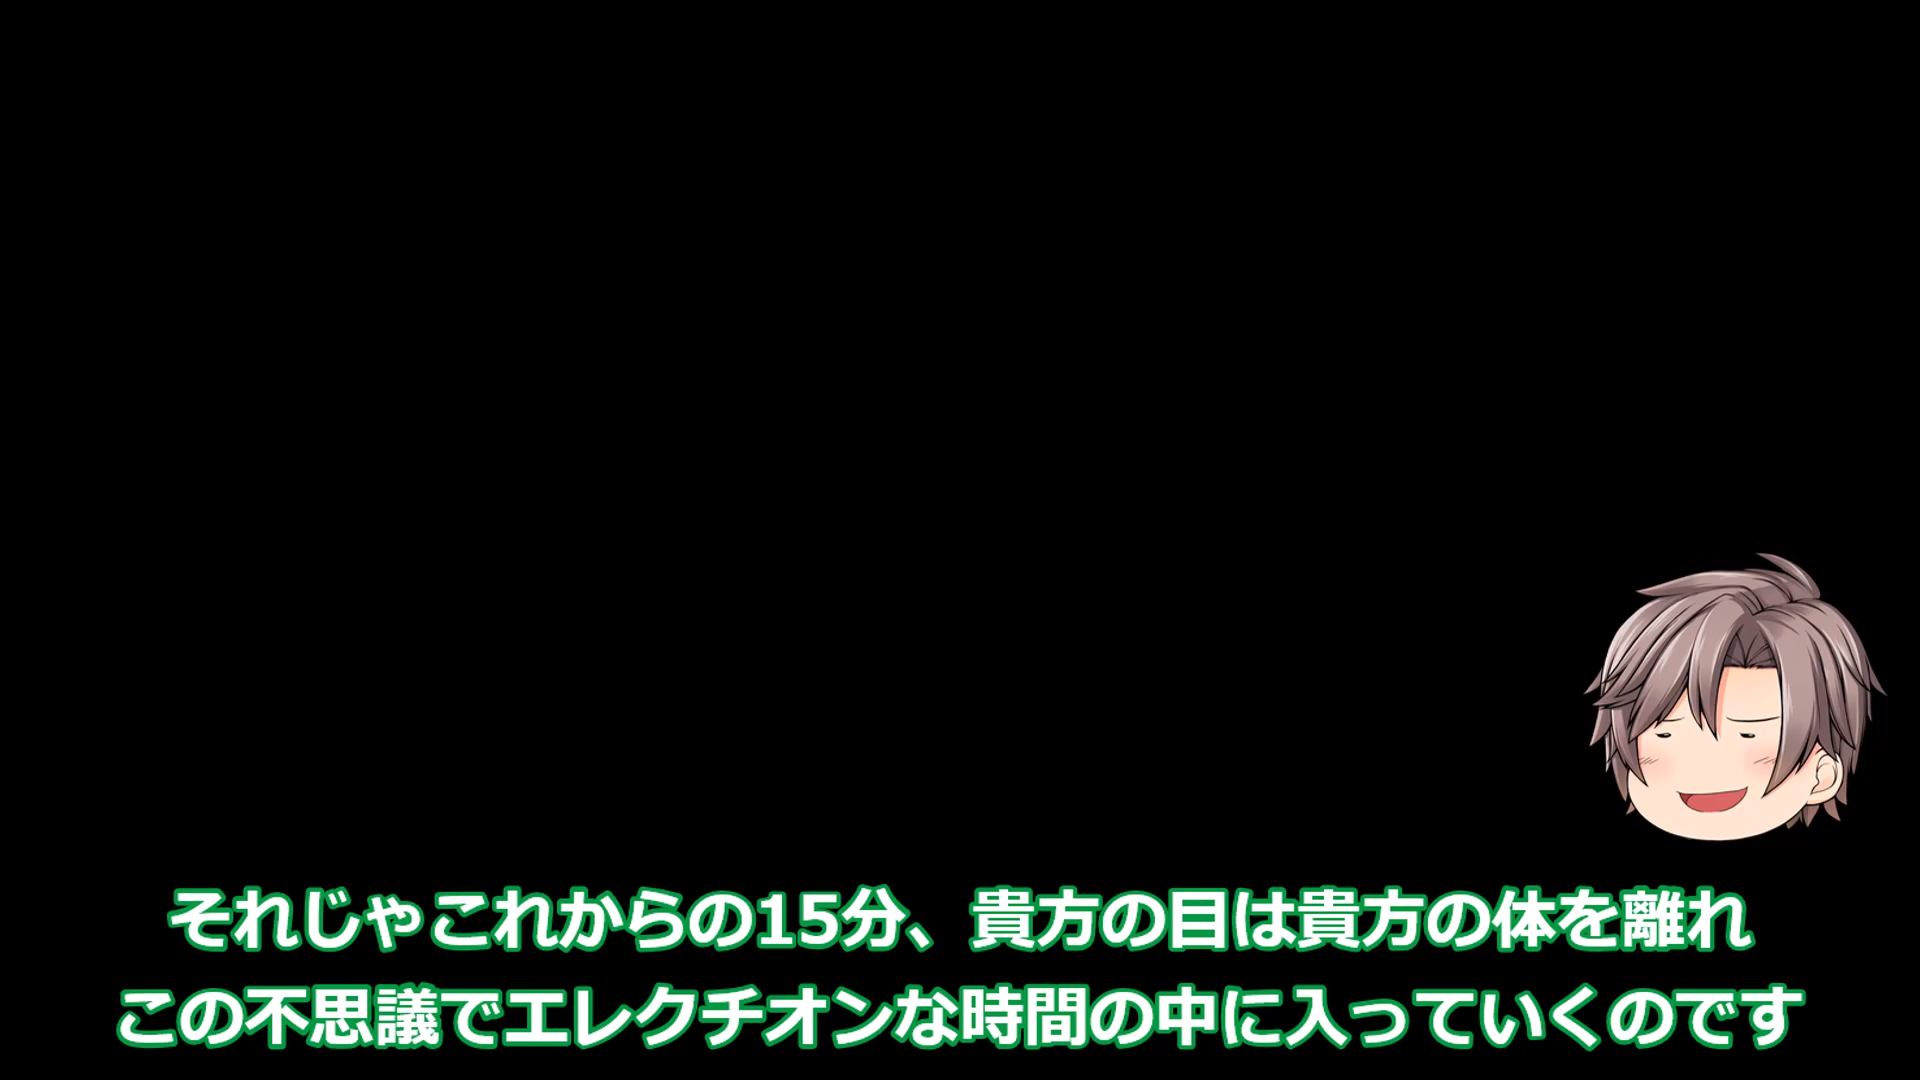 それじゃこれからの15分、貴方の目は貴方の体を離れ
この不思議でエレクチオンな時間の中に入っていくのです